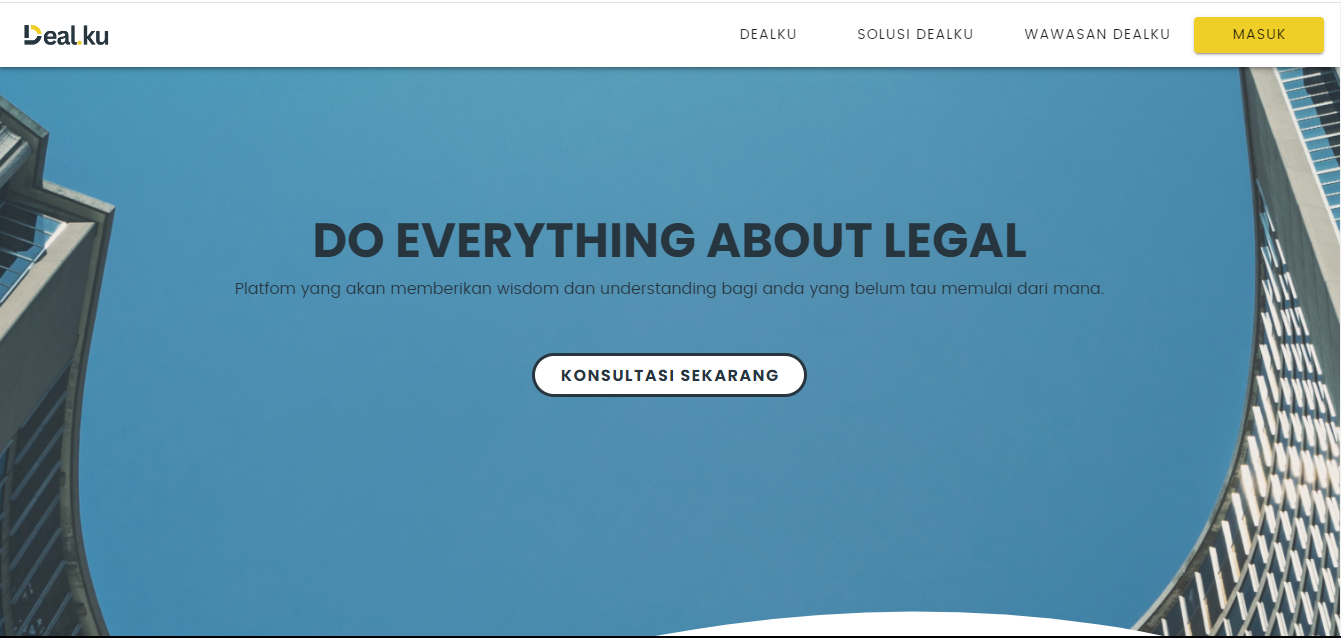 Deal.ku
DEALKU
SOLUSI DEALKU
WAWASAN DEALKU
MASUK
DO EVERYTHING ABOUT LEGAL
Platfom yang akan memberikan wisdom dan understanding bagi anda yang belum tau memulai dari mana.
KONSULTASI SEKARANG